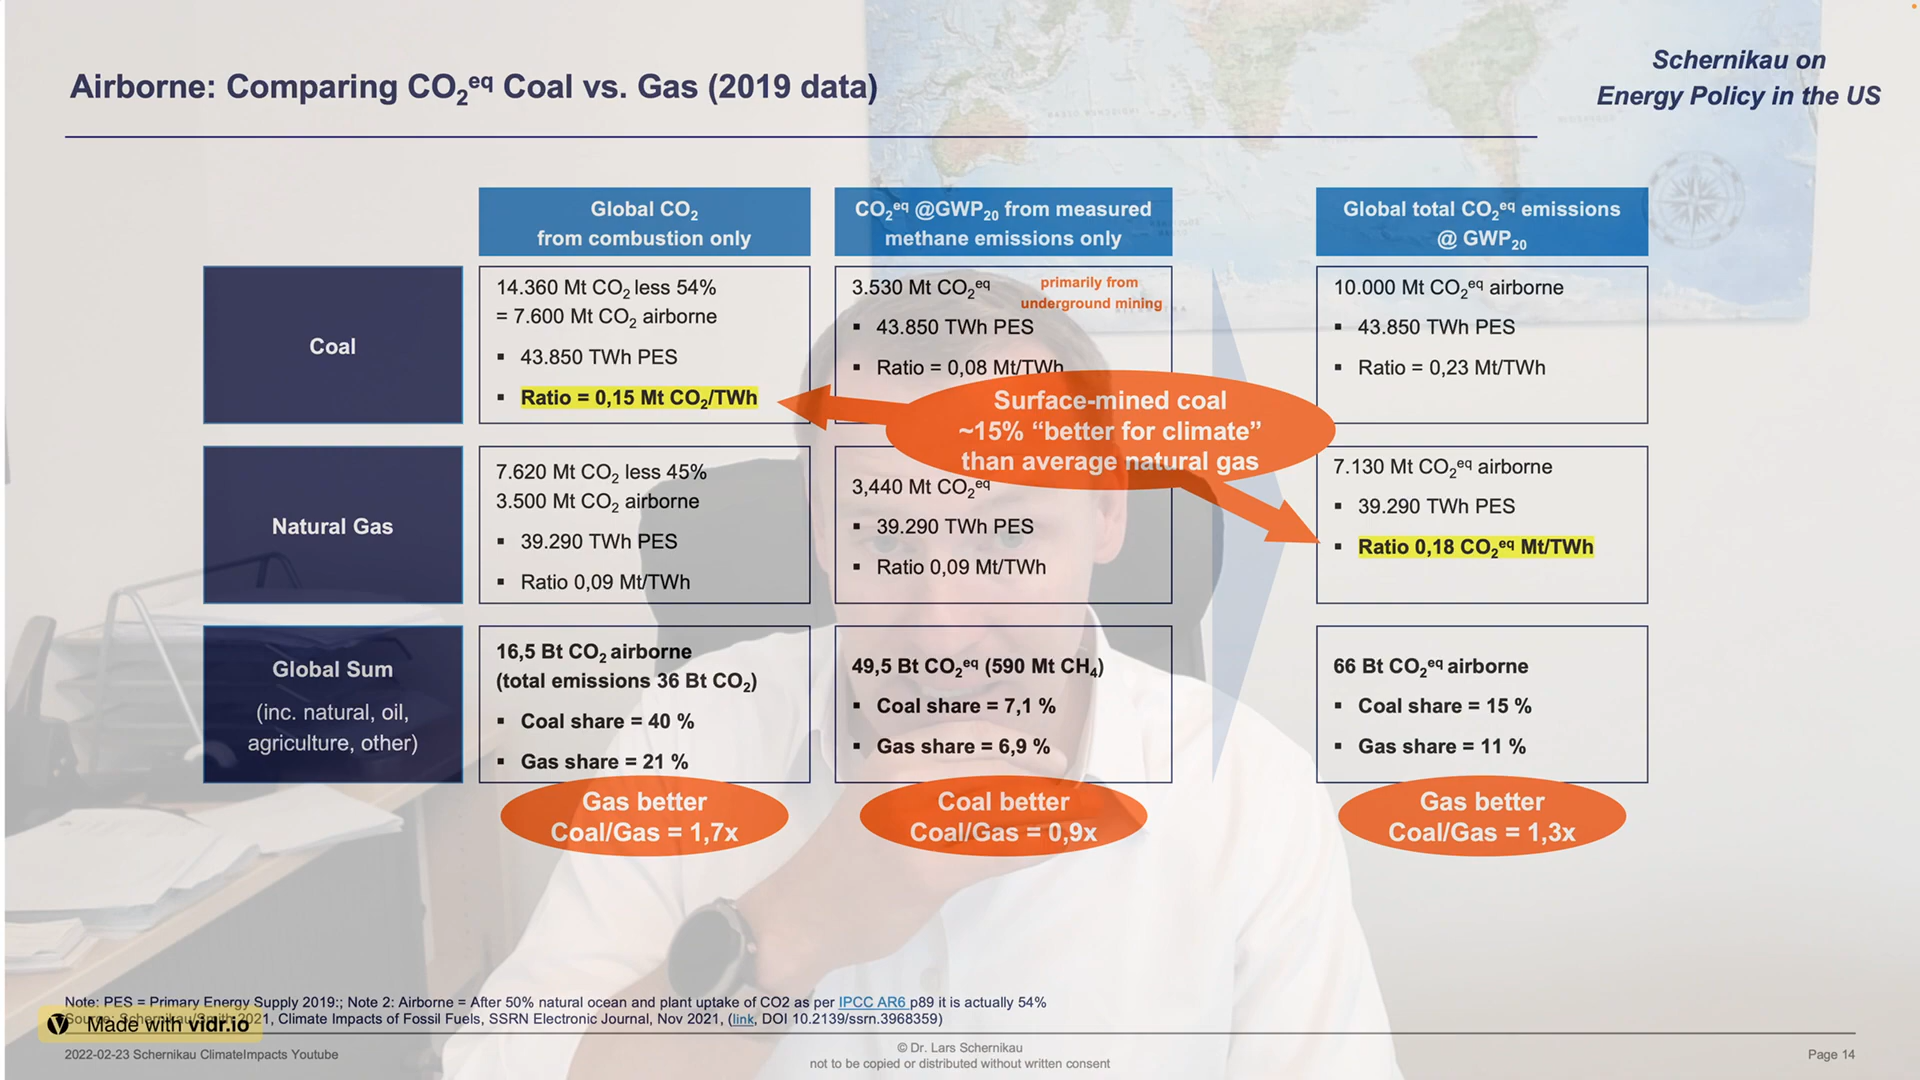 Airborne: Comparing CO₂ᵉq Coal vs. Gas (2019 data)
Schernikau on
Energy Policy in the US
Global CO₂
from combustion only
CO₂ᵉq @GWP₂₀ from measured
methane emissions only
Global total CO₂ᵉq emissions
@ GWP₂₀
Coal
14.360 Mt CO₂ less 54%
= 7.600 Mt CO₂ airborne
▪ 43.850 TWh PES
▪ Ratio = 0,15 Mt CO₂/TWh
3.530 Mt CO₂ᵉq
primarily from
underground mining
▪ 43.850 TWh PES
▪ Ratio = 0,08 Mt/TWh
10.000 Mt CO₂ᵉq airborne
▪ 43.850 TWh PES
▪ Ratio = 0,23 Mt/TWh
Surface-mined coal
~15% “better for climate”
than average natural gas
Natural Gas
7.620 Mt CO₂ less 45%
3.500 Mt CO₂ airborne
▪ 39.290 TWh PES
▪ Ratio 0,09 Mt/TWh
3,440 Mt CO₂ᵉq
▪ 39.290 TWh PES
▪ Ratio 0,09 Mt/TWh
7.130 Mt CO₂ᵉq airborne
▪ 39.290 TWh PES
▪ Ratio 0,18 CO₂ᵉq Mt/TWh
Global Sum
(inc. natural, oil,
agriculture, other)
16,5 Bt CO₂ airborne
(total emissions 36 Bt CO₂)
▪ Coal share = 40 %
▪ Gas share = 21 %
49,5 Bt CO₂ᵉq (590 Mt CH₄)
▪ Coal share = 7,1 %
▪ Gas share = 6,9 %
66 Bt CO₂ᵉq airborne
▪ Coal share = 15 %
▪ Gas share = 11 %
Gas better
Coal/Gas = 1,7x
Coal better
Coal/Gas = 0,9x
Gas better
Coal/Gas = 1,3x
Note: PES = Primary Energy Supply 2019:; Note 2: Airborne = After 50% natural ocean and plant uptake of CO2 as per IPCC AR6 p89 it is actually 54%
Source: Schernikau/Smith 2021, Climate Impacts of Fossil Fuels, SSRN Electronic Journal, Nov 2021, (link, DOI 10.2139/ssrn.3968359)
Made with vidr.io
2022-02-23 Schernikau ClimateImpacts Youtube
© Dr. Lars Schernikau
not to be copied or distributed without written consent
Page 14